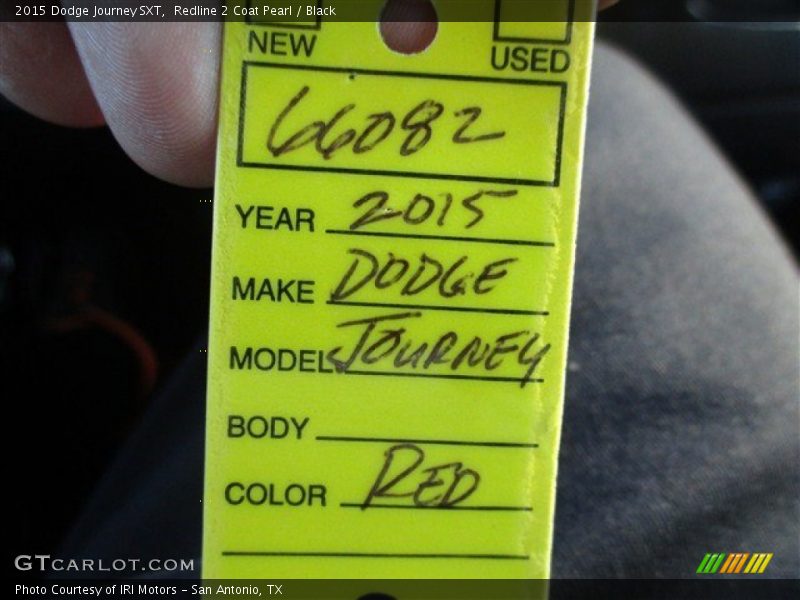 2015 Dodge Journey SXT,  Redline 2 Coat Pearl / Black
NEW USED
66082
YEAR 2015
MAKE DODGE
MODEL JOURNEY
BODY
COLOR RED
GTCARLOT.COM
Photo Courtesy of IRI Motors – San Antonio, TX